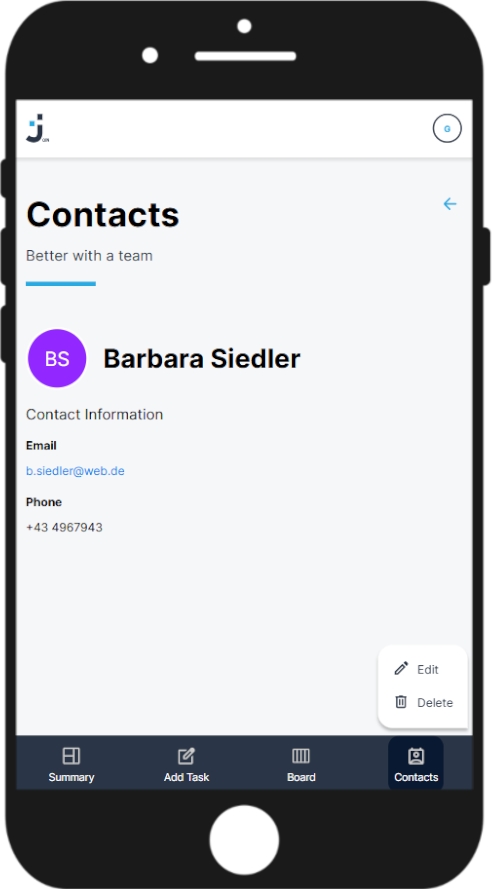 G
Contacts
Better with a team
BS
Barbara Siedler
Contact Information
Email
b.siedler@web.de
Phone
+43 4967943
Edit
Delete
Summary
Add Task
Board
Contacts